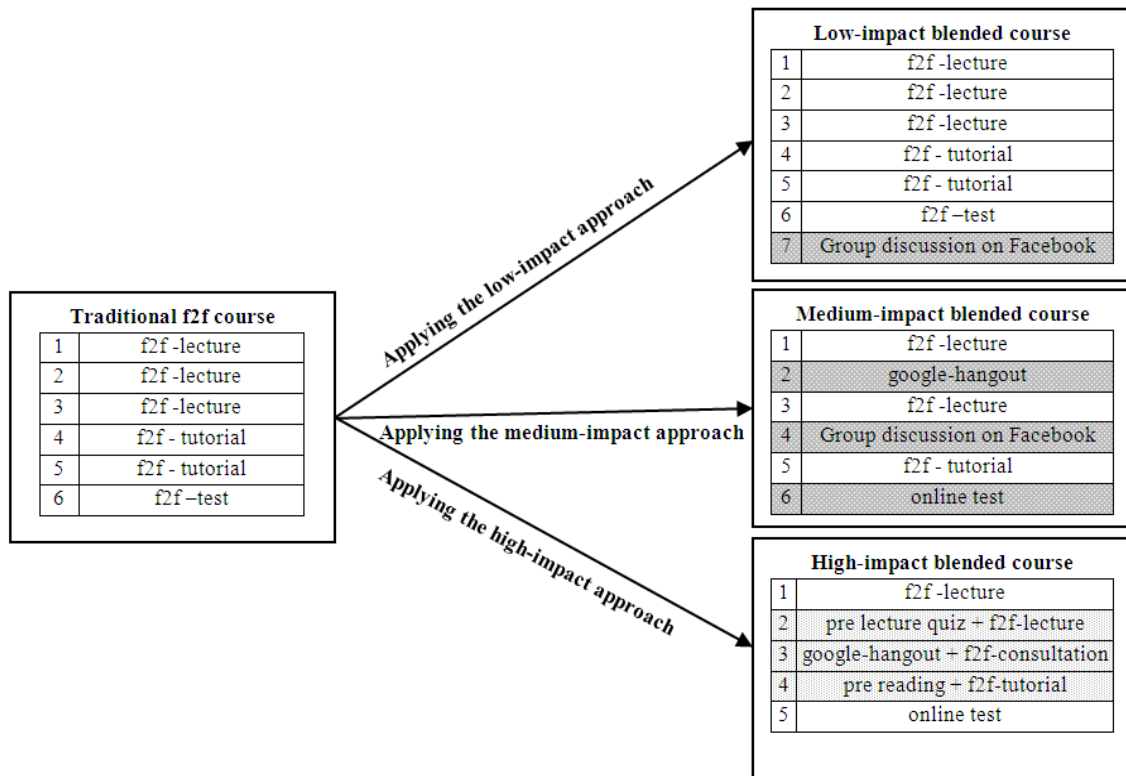 Traditional f2f course
1 f2f -lecture
2 f2f -lecture
3 f2f -lecture
4 f2f - tutorial
5 f2f - tutorial
6 f2f –test
Applying the low-impact approach
Applying the medium-impact approach
Applying the high-impact approach
Low-impact blended course
1 f2f -lecture
2 f2f -lecture
3 f2f -lecture
4 f2f - tutorial
5 f2f - tutorial
6 f2f –test
7 Group discussion on Facebook
Medium-impact blended course
1 f2f -lecture
2 google-hangout
3 f2f -lecture
4 Group discussion on Facebook
5 f2f - tutorial
6 online test
High-impact blended course
1 f2f -lecture
2 pre lecture quiz + f2f-lecture
3 google-hangout + f2f-consultation
4 pre reading + f2f-tutorial
5 online test